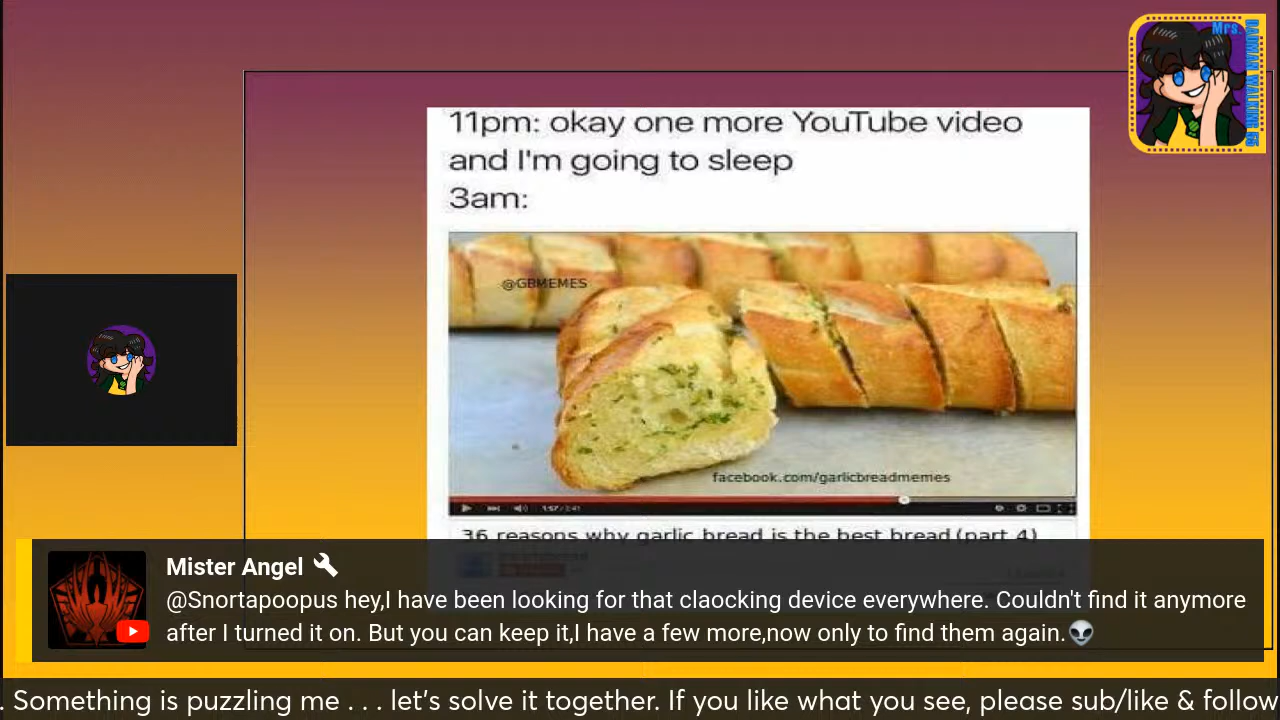 Mrs.
BADMAN WALKING 65
11pm: okay one more YouTube video
and I'm going to sleep
3am:
@GBMEMES
facebook.com/garlicbreadmemes
36 reasons why garlic bread is the best bread (part 4)
Mister Angel
@Snortapoopus hey,I have been looking for that claocking device everywhere. Couldn't find it anymore
after I turned it on. But you can keep it,I have a few more,now only to find them again.👽
. Something is puzzling me . . . let's solve it together. If you like what you see, please sub/like & follow